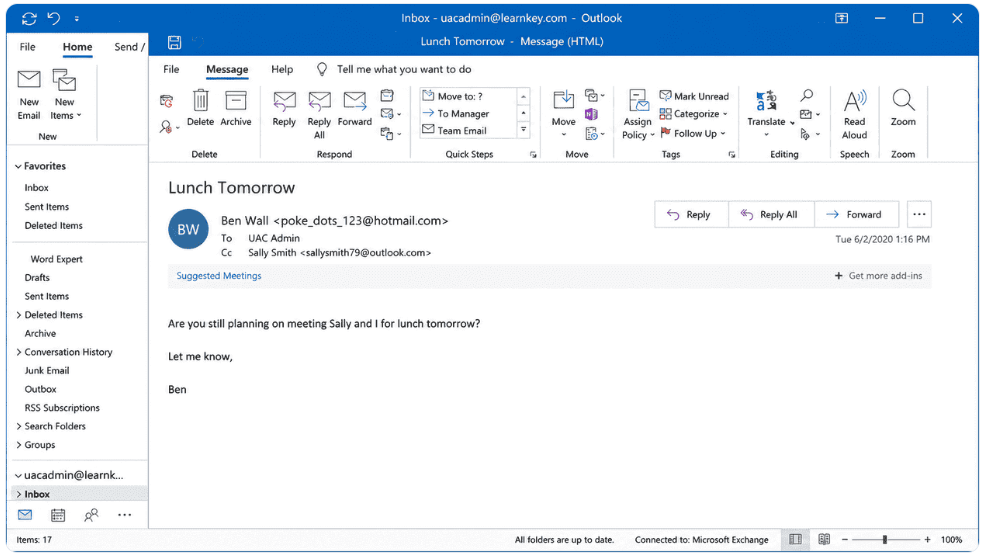 Inbox - uacadmin@learnkey.com - Outlook
Lunch Tomorrow - Message (HTML)
File Home Send /
File Message Help Tell me what you want to do
New Email
New Items
New
Delete
Archive
Delete
Reply
Reply All
Forward
Respond
Move to: ?
To Manager
Team Email
Quick Steps
Move
Move
Assign Policy
Mark Unread
Categorize
Follow Up
Tags
Translate
Editing
Read Aloud
Speech
Zoom
Zoom
Favorites
Inbox
Sent Items
Deleted Items
Word Expert
Drafts
Sent Items
Deleted Items
Archive
Conversation History
Junk Email
Outbox
RSS Subscriptions
Search Folders
Groups
uacadmin@learnk...
Inbox
Lunch Tomorrow
BW
Ben Wall <poke_dots_123@hotmail.com>
To UAC Admin
Cc Sally Smith <sallysmith79@outlook.com>
Reply Reply All Forward ...
Tue 6/2/2020 1:16 PM
Suggested Meetings
+ Get more add-ins
Are you still planning on meeting Sally and I for lunch tomorrow?
Let me know,
Ben
Items: 17
All folders are up to date.
Connected to: Microsoft Exchange
100%